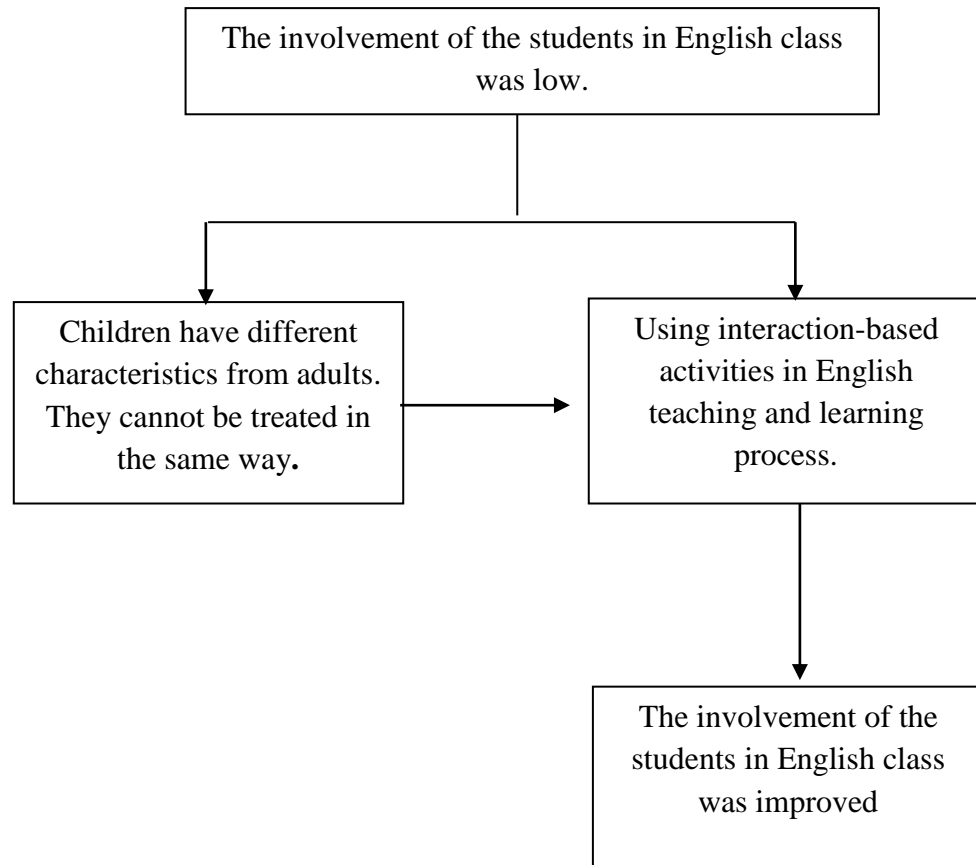 The involvement of the students in English class
was low.
Children have different
characteristics from adults.
They cannot be treated in
the same way.
Using interaction-based
activities in English
teaching and learning
process.
The involvement of the
students in English class
was improved